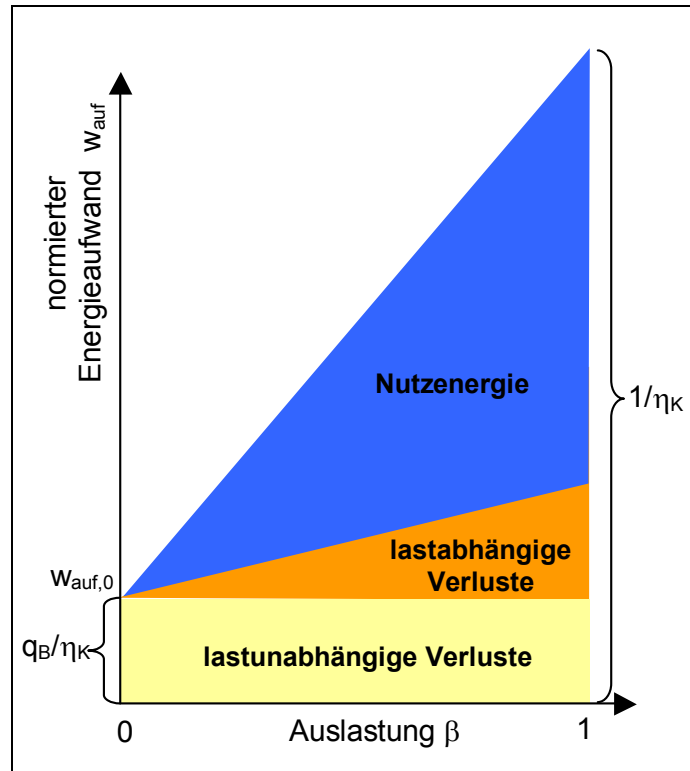 normierter
Energieaufwand w_auf
Nutzenergie
1/η_K
lastabhängige
Verluste
w_auf,0
q_B/η_K
lastunabhängige Verluste
0
Auslastung β
1